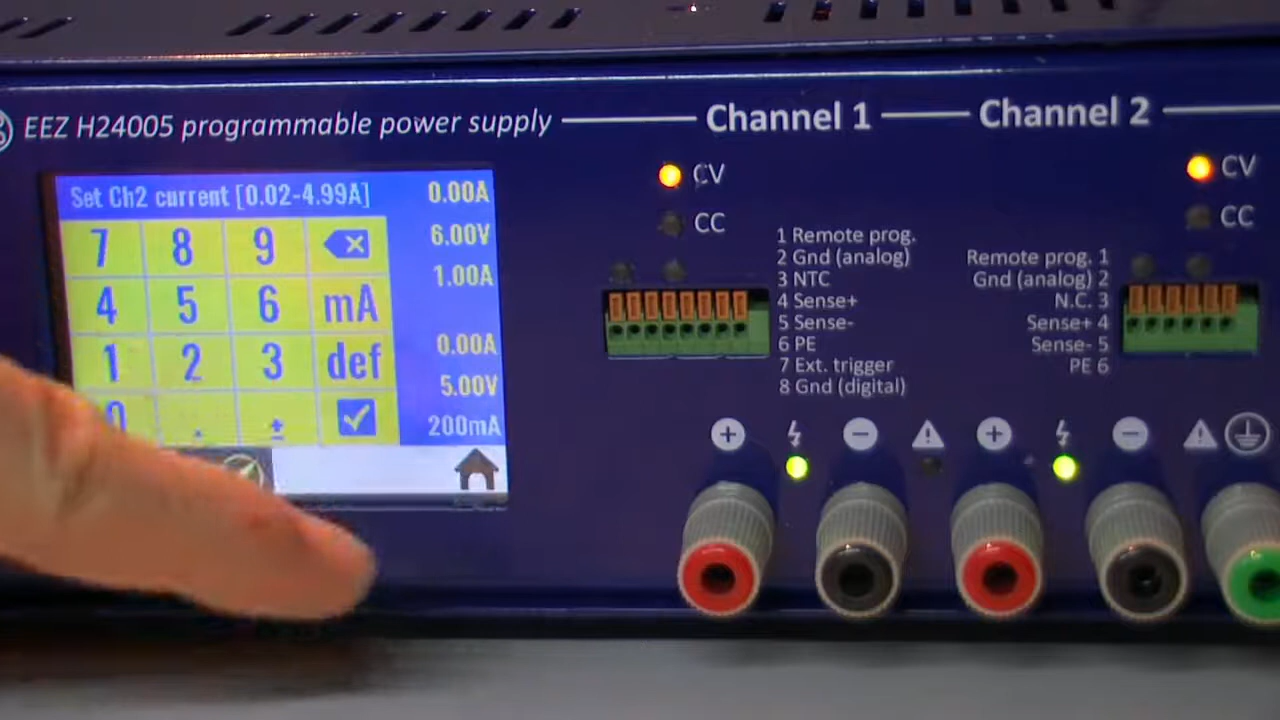 EEZ H24005 programmable power supply
Channel 1
Channel 2
Set Ch2 current [0.02-4.99A]
7 8 9
4 5 6 mA
1 2 3 def
0 . ±
0.00A
6.00V
1.00A
0.00A
5.00V
200mA
CV
CC
1 Remote prog.
2 Gnd (analog)
3 NTC
4 Sense+
5 Sense-
6 PE
7 Ext. trigger
8 Gnd (digital)
CV
CC
Remote prog. 1
Gnd (analog) 2
N.C. 3
Sense+ 4
Sense- 5
PE 6
+ − + −